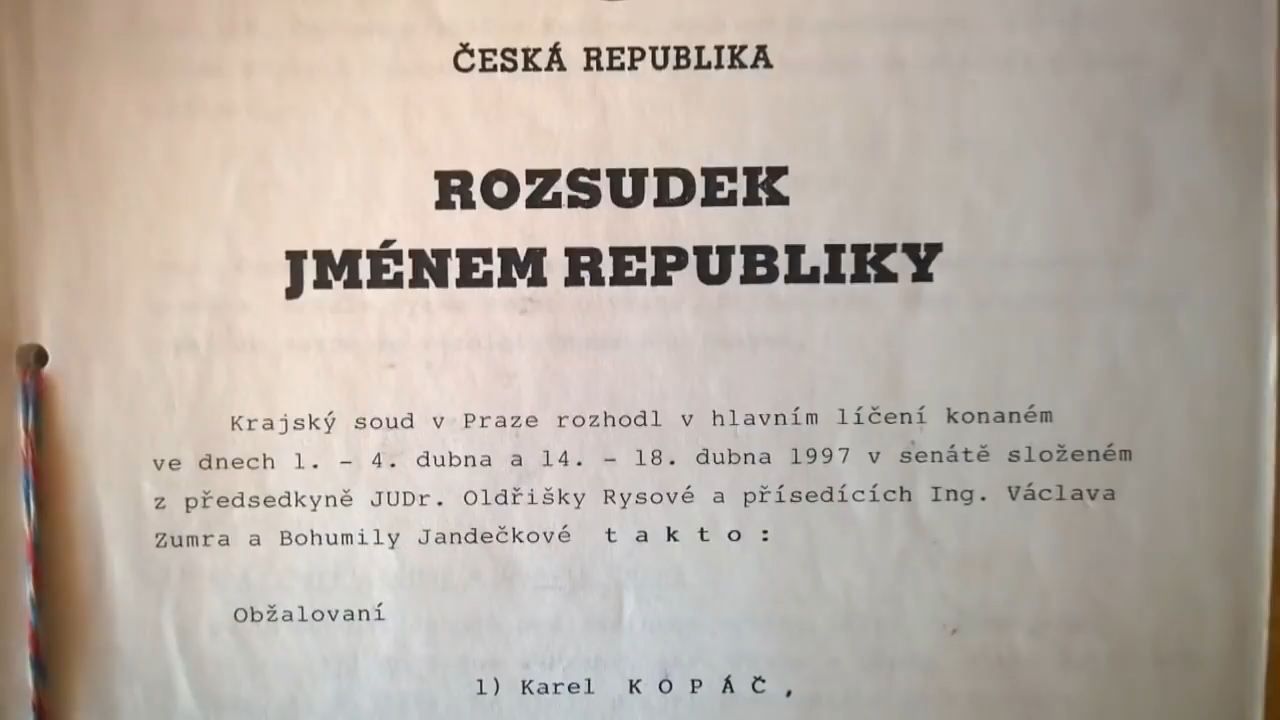 ČESKÁ REPUBLIKA
ROZSUDEK
JMÉNEM REPUBLIKY
Krajský soud v Praze rozhodl v hlavním líčení konaném
ve dnech 1. - 4. dubna a 14. - 18. dubna 1997 v senátě složeném
z předsedkyně JUDr. Oldřišky Rysové a přísedících Ing. Václava
Zumra a Bohumily Jandečkové t a k t o :
Obžalovaní
1) Karel K O P Á Č ,